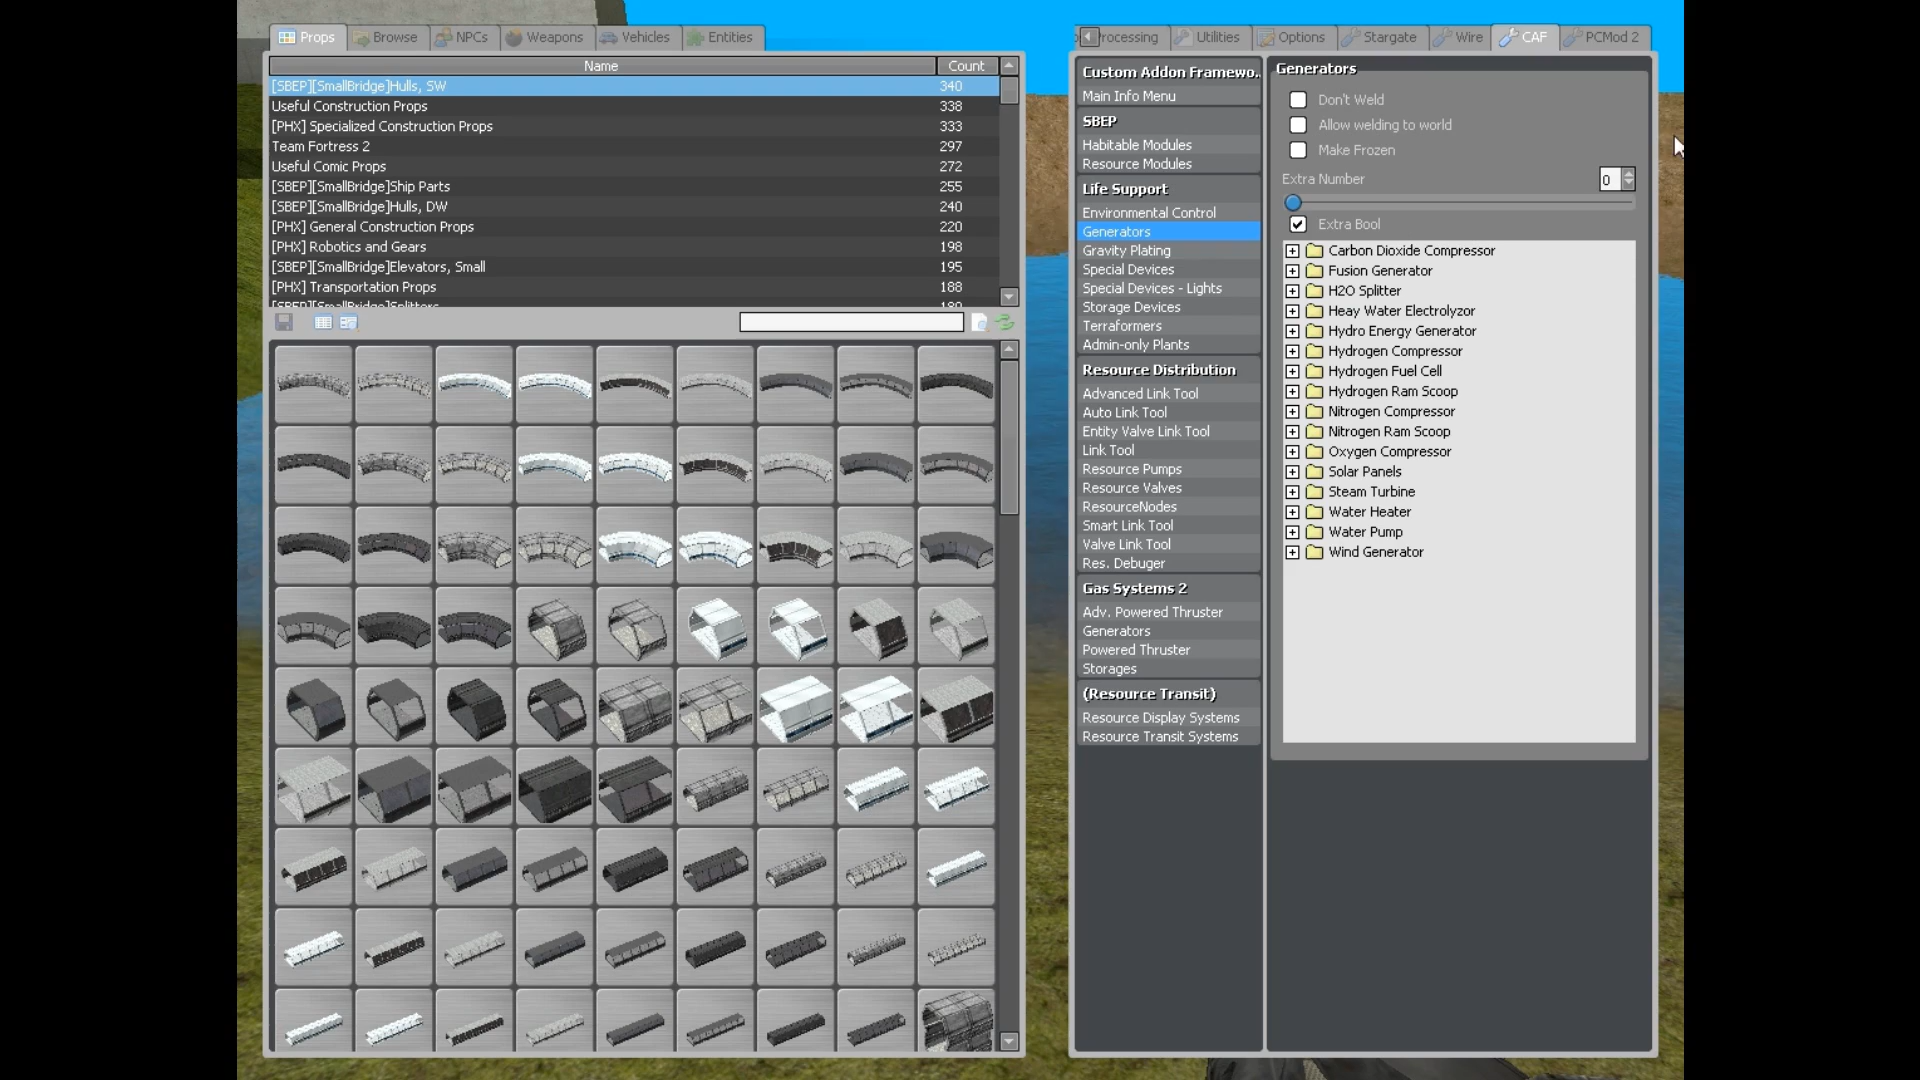 Props
Browse
NPCs
Weapons
Vehicles
Entities
Name
Count
[SBEP][SmallBridge]Hulls, SW 340
Useful Construction Props 338
[PHX] Specialized Construction Props 333
Team Fortress 2 297
Useful Comic Props 272
[SBEP][SmallBridge]Ship Parts 255
[SBEP][SmallBridge]Hulls, DW 240
[PHX] General Construction Props 220
[PHX] Robotics and Gears 198
[SBEP][SmallBridge]Elevators, Small 195
[PHX] Transportation Props 188
[SBEP][SmallBridge]Splitters
rocessing
Utilities
Options
Stargate
Wire
CAF
PCMod 2
Custom Addon Framewo..
Main Info Menu
SBEP
Habitable Modules
Resource Modules
Life Support
Environmental Control
Generators
Gravity Plating
Special Devices
Special Devices - Lights
Storage Devices
Terraformers
Admin-only Plants
Resource Distribution
Advanced Link Tool
Auto Link Tool
Entity Valve Link Tool
Link Tool
Resource Pumps
Resource Valves
ResourceNodes
Smart Link Tool
Valve Link Tool
Res. Debuger
Gas Systems 2
Adv. Powered Thruster
Generators
Powered Thruster
Storages
(Resource Transit)
Resource Display Systems
Resource Transit Systems
Generators
Don't Weld
Allow welding to world
Make Frozen
Extra Number 0
Extra Bool
Carbon Dioxide Compressor
Fusion Generator
H2O Splitter
Heay Water Electrolyzor
Hydro Energy Generator
Hydrogen Compressor
Hydrogen Fuel Cell
Hydrogen Ram Scoop
Nitrogen Compressor
Nitrogen Ram Scoop
Oxygen Compressor
Solar Panels
Steam Turbine
Water Heater
Water Pump
Wind Generator